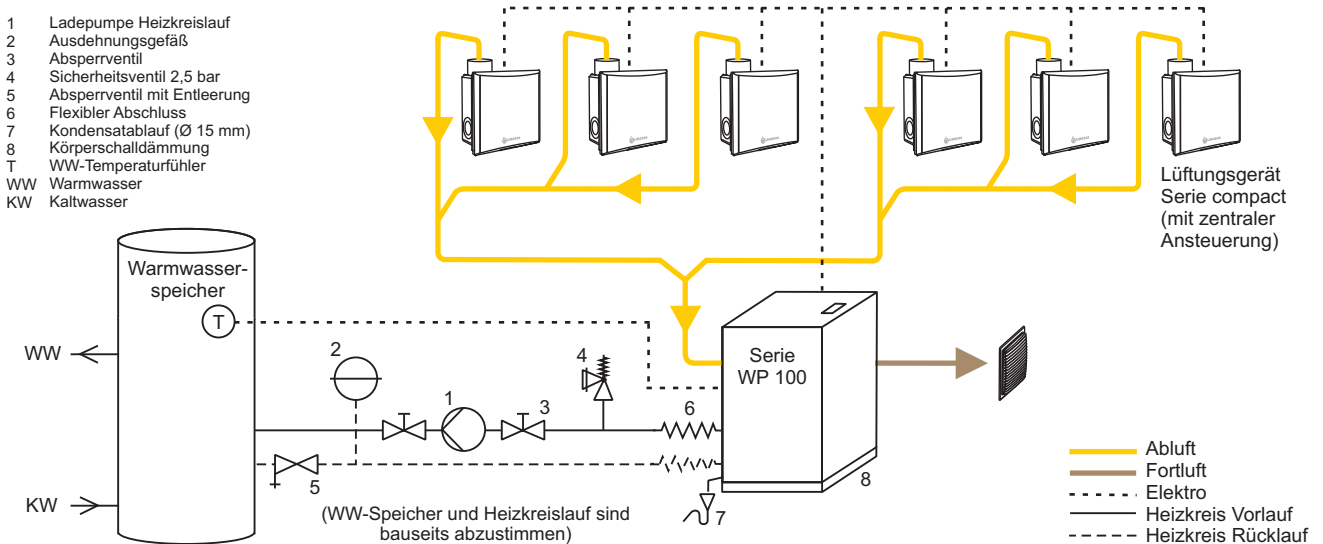 1 Ladepumpe Heizkreislauf
2 Ausdehnungsgefäß
3 Absperrventil
4 Sicherheitsventil 2,5 bar
5 Absperrventil mit Entleerung
6 Flexibler Abschluss
7 Kondensatablauf (Ø 15 mm)
8 Körperschalldämmung
T WW-Temperaturfühler
WW Warmwasser
KW Kaltwasser
Lüftungsgerät
Serie compact
(mit zentraler
Ansteuerung)
Warmwasser-
speicher
T
WW
KW
2
1
3
4
6
5
7
8
Serie
WP 100
(WW-Speicher und Heizkreislauf sind
bauseits abzustimmen)
Abluft
Fortluft
Elektro
Heizkreis Vorlauf
Heizkreis Rücklauf